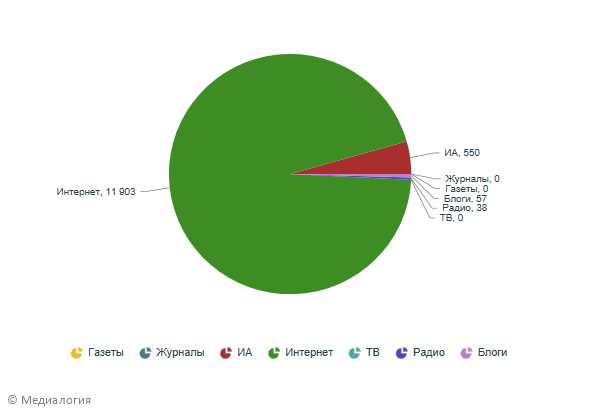 ИА, 550
Журналы, 0
Газеты, 0
Интернет, 11 903
Блоги, 57
Радио, 38
ТВ, 0
Газеты Журналы ИА Интернет ТВ Радио Блоги
© Медиалогия